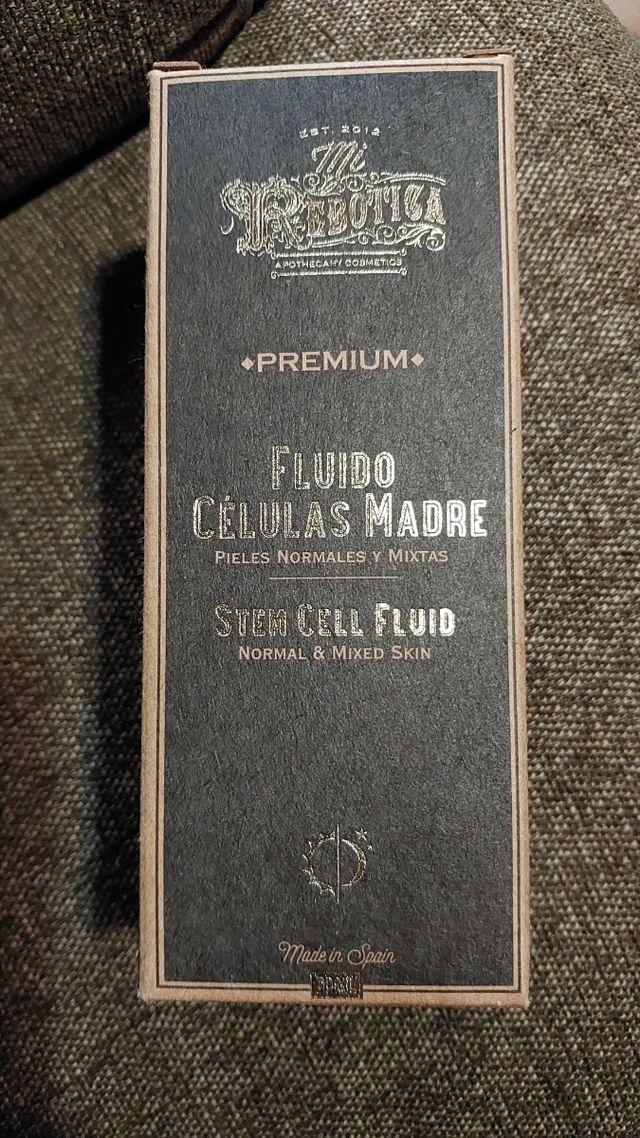 EST. 2012
Mi
REBOTICA
APOTHECARY COSMETICS
PREMIUM
FLUIDO
CÉLULAS MADRE
PIELES NORMALES Y MIXTAS
STEM CELL FLUID
NORMAL & MIXED SKIN
Made in Spain